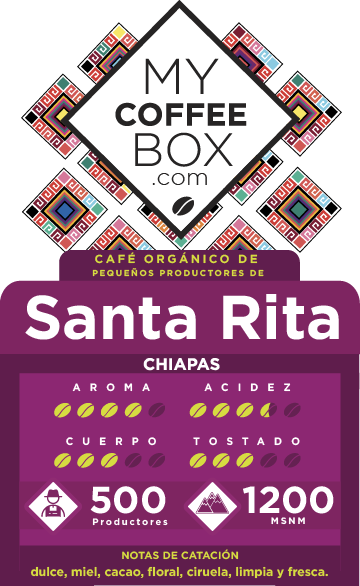 MY
COFFEE
BOX
.com
CAFÉ ORGÁNICO DE
PEQUEÑOS PRODUCTORES DE
Santa Rita
CHIAPAS
AROMA ACIDEZ
CUERPO TOSTADO
500 1200
Productores MSNM
NOTAS DE CATACIÓN
dulce, miel, cacao, floral, ciruela, limpia y fresca.